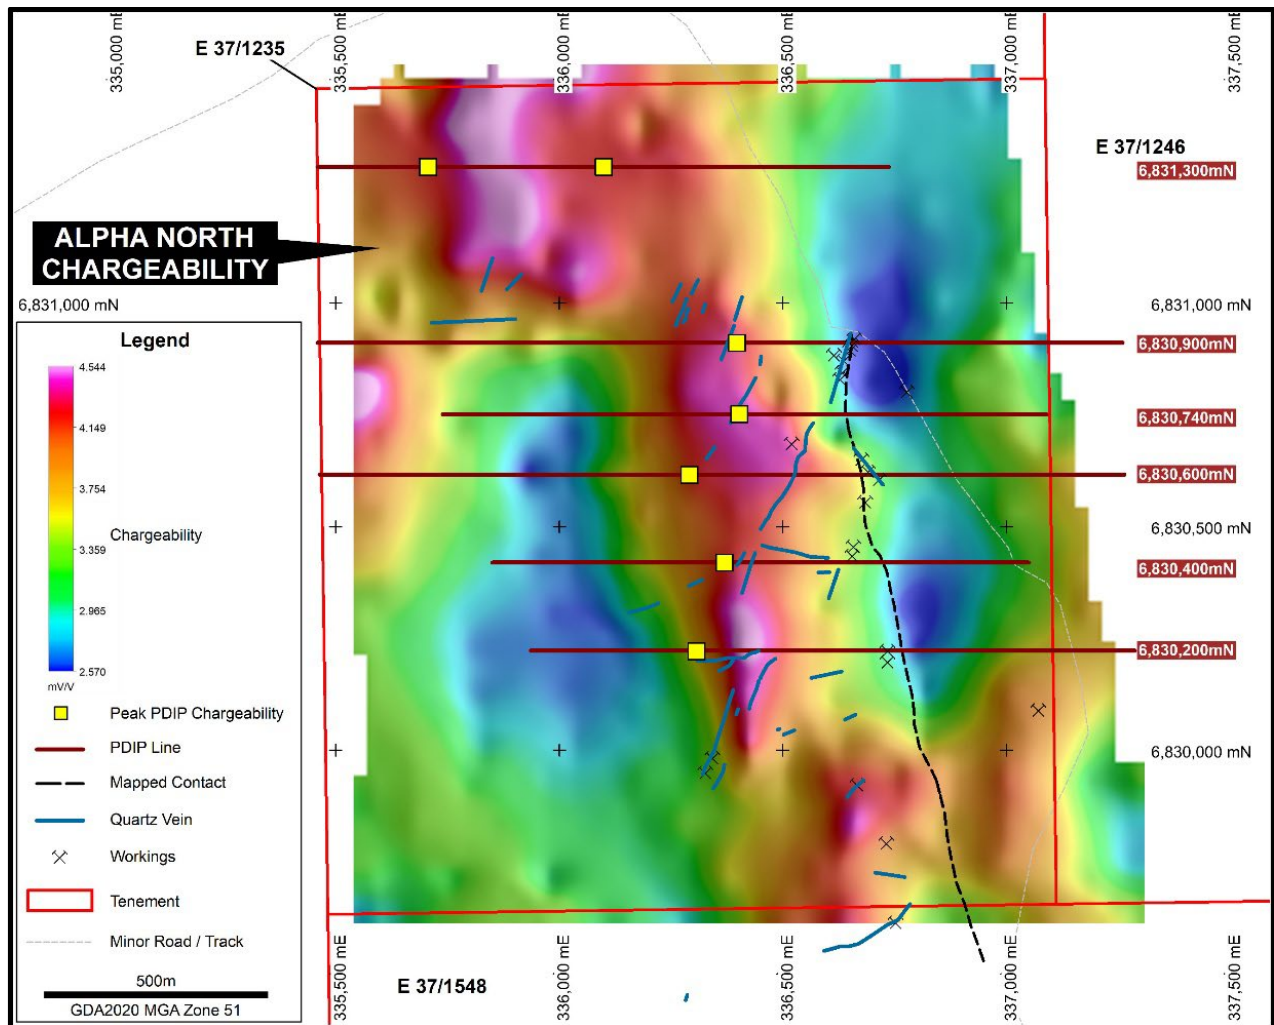 335,000 mE
335,500 mE
336,000 mE
336,500 mE
337,000 mE
337,500 mE
E 37/1235
E 37/1246
6,831,300mN
ALPHA NORTH
CHARGEABILITY
6,831,000 mN
6,831,000 mN
6,830,900mN
6,830,740mN
6,830,600mN
6,830,500 mN
6,830,400mN
6,830,200mN
6,830,000 mN
Legend
4.544
4.149
3.754
3.359
2.965
2.570
mV/V
Chargeability
Peak PDIP Chargeability
PDIP Line
Mapped Contact
Quartz Vein
Workings
Tenement
Minor Road / Track
500m
GDA2020 MGA Zone 51
E 37/1548
335,500 mE
336,000 mE
336,500 mE
337,000 mE
337,500 mE